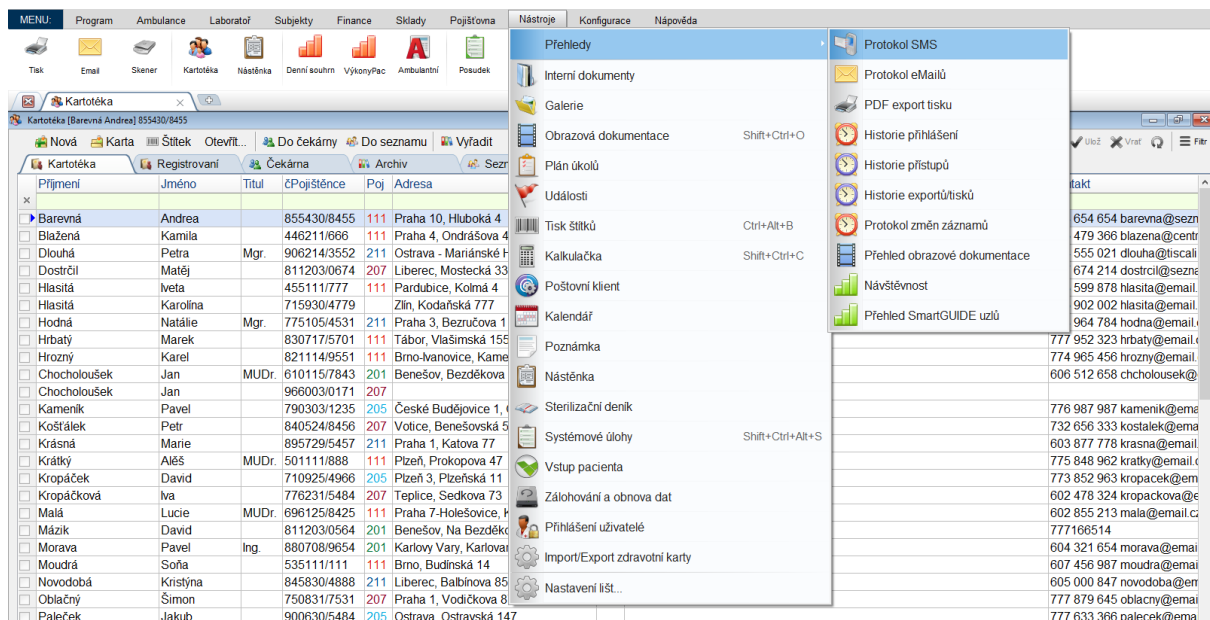 MENU: Program Ambulance Laboratoř Subjekty Finance Sklady Pojišťovna Nástroje Konfigurace Nápověda
Tisk Email Skener Kartotéka Nástěnka Denní souhrn VýkonyPac Ambulantní Posudek
Kartotéka
Kartotéka [Barevná Andrea] 855430/8455
Nová Karta Štítek Otevřít... Do čekárny Do seznamu Vyřadit Ulož Vrať Filtr
Kartotéka Registrovaní Čekárna Archiv Sezn
Příjmení Jméno Titul čPojištěnce Poj Adresa ntakt
Barevná Andrea 855430/8455 111 Praha 10, Hluboká 4 654 654 barevna@sezn
Blažená Kamila 446211/666 111 Praha 4, Ondrášova 4 479 366 blazena@centr
Dlouhá Petra Mgr. 906214/3552 211 Ostrava - Mariánské H 555 021 dlouha@tiscali
Dostrčil Matěj 811203/0674 207 Liberec, Mostecká 33 674 214 dostrcil@sezna
Hlasitá Iveta 455111/777 111 Pardubice, Kolmá 4 599 878 hlasita@email.
Hlasitá Karolína 715930/4779 Zlín, Kodaňská 777 902 002 hlasita@email.
Hodná Natálie Mgr. 775105/4531 211 Praha 3, Bezručova 1 964 784 hodna@email.
Hrbatý Marek 830717/5701 111 Tábor, Vlašimská 155 777 952 323 hrbaty@email.
Hrozný Karel 821114/9551 111 Brno-Ivanovice, Kame 774 965 456 hrozny@email.
Chocholoušek Jan MUDr. 610115/7843 201 Benešov, Bezděkova 606 512 658 chcholousek@
Chocholoušek Jan 966003/0171 207
Kameník Pavel 790303/1235 205 České Budějovice 1, 776 987 987 kamenik@ema
Košťálek Petr 840524/8456 207 Votice, Benešovská 5 732 656 333 kostalek@ema
Krásná Marie 895729/5457 211 Praha 1, Katova 77 603 877 778 krasna@email.
Krátký Aléš MUDr. 501111/888 111 Plzeň, Prokopova 47 775 848 962 kratky@email.
Kropáček David 710925/4966 205 Plzeň 3, Plzeňská 11 773 852 963 kropacek@em
Kropáčková Iva 776231/5484 207 Teplice, Sedkova 73 602 478 324 kropackova@e
Malá Lucie MUDr. 696125/8425 111 Praha 7-Holešovice, 602 855 213 mala@email.cz
Mázik David 811203/0564 201 Benešov, Na Bezděko 777166514
Morava Pavel Ing. 880708/9654 201 Karlovy Vary, Karlovar 604 321 654 morava@emai
Moudrá Soňa 535111/111 111 Brno, Budínská 14 607 456 987 moudra@emai
Novodobá Kristýna 845830/4888 211 Liberec, Balbínova 85 605 000 847 novodoba@em
Oblačný Šimon 750831/7531 207 Praha 1, Vodičkova 8 777 879 645 oblacny@emai
Paleček Jakub 900630/5484 205 Ostrava, Ostravská 147 777 633 366 palecek@ema
Přehledy
Interní dokumenty
Galerie
Obrazová dokumentace Shift+Ctrl+O
Plán úkolů
Události
Tisk štítků Ctrl+Alt+B
Kalkulačka Shift+Ctrl+C
Poštovní klient
Kalendář
Poznámka
Nástěnka
Sterilizační deník
Systémové úlohy Shift+Ctrl+Alt+S
Vstup pacienta
Zálohování a obnova dat
Přihlášení uživatelé
Import/Export zdravotní karty
Nastavení lišt...
Protokol SMS
Protokol eMailů
PDF export tisku
Historie přihlášení
Historie přístupů
Historie exportů/tisků
Protokol změn záznamů
Přehled obrazové dokumentace
Návštěvnost
Přehled SmartGUIDE uzlů